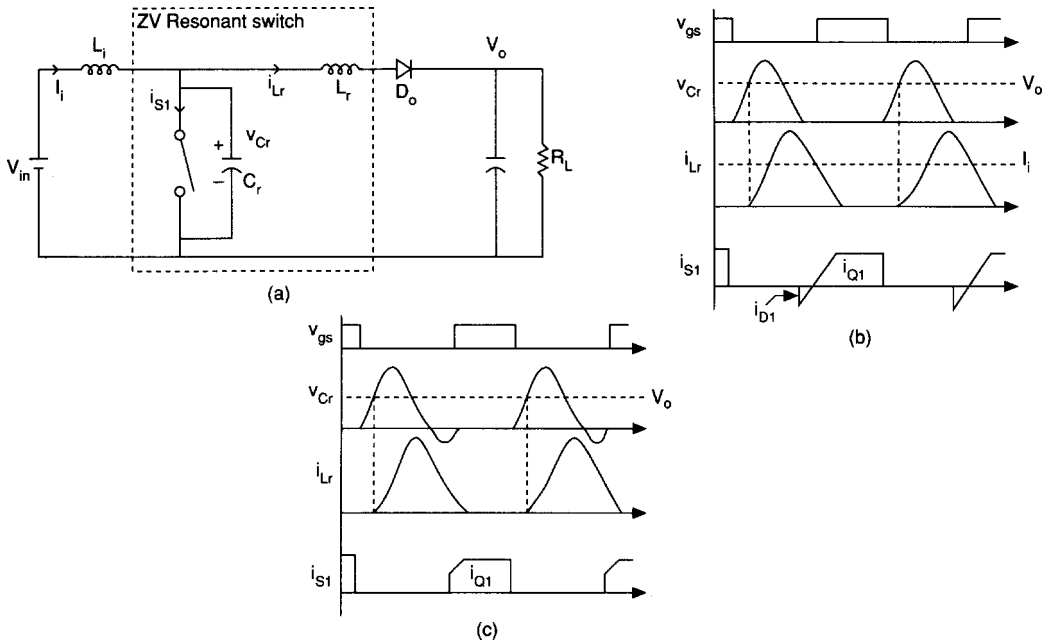 ZV Resonant switch
L_i
I_i
i_Lr
L_r
D_o
V_o
i_S1
+
v_Cr
−
C_r
V_in
R_L
(a)
v_gs
v_Cr
V_o
i_Lr
I_i
i_S1
i_Q1
i_D1
(b)
v_gs
v_Cr
V_o
i_Lr
i_S1
i_Q1
(c)